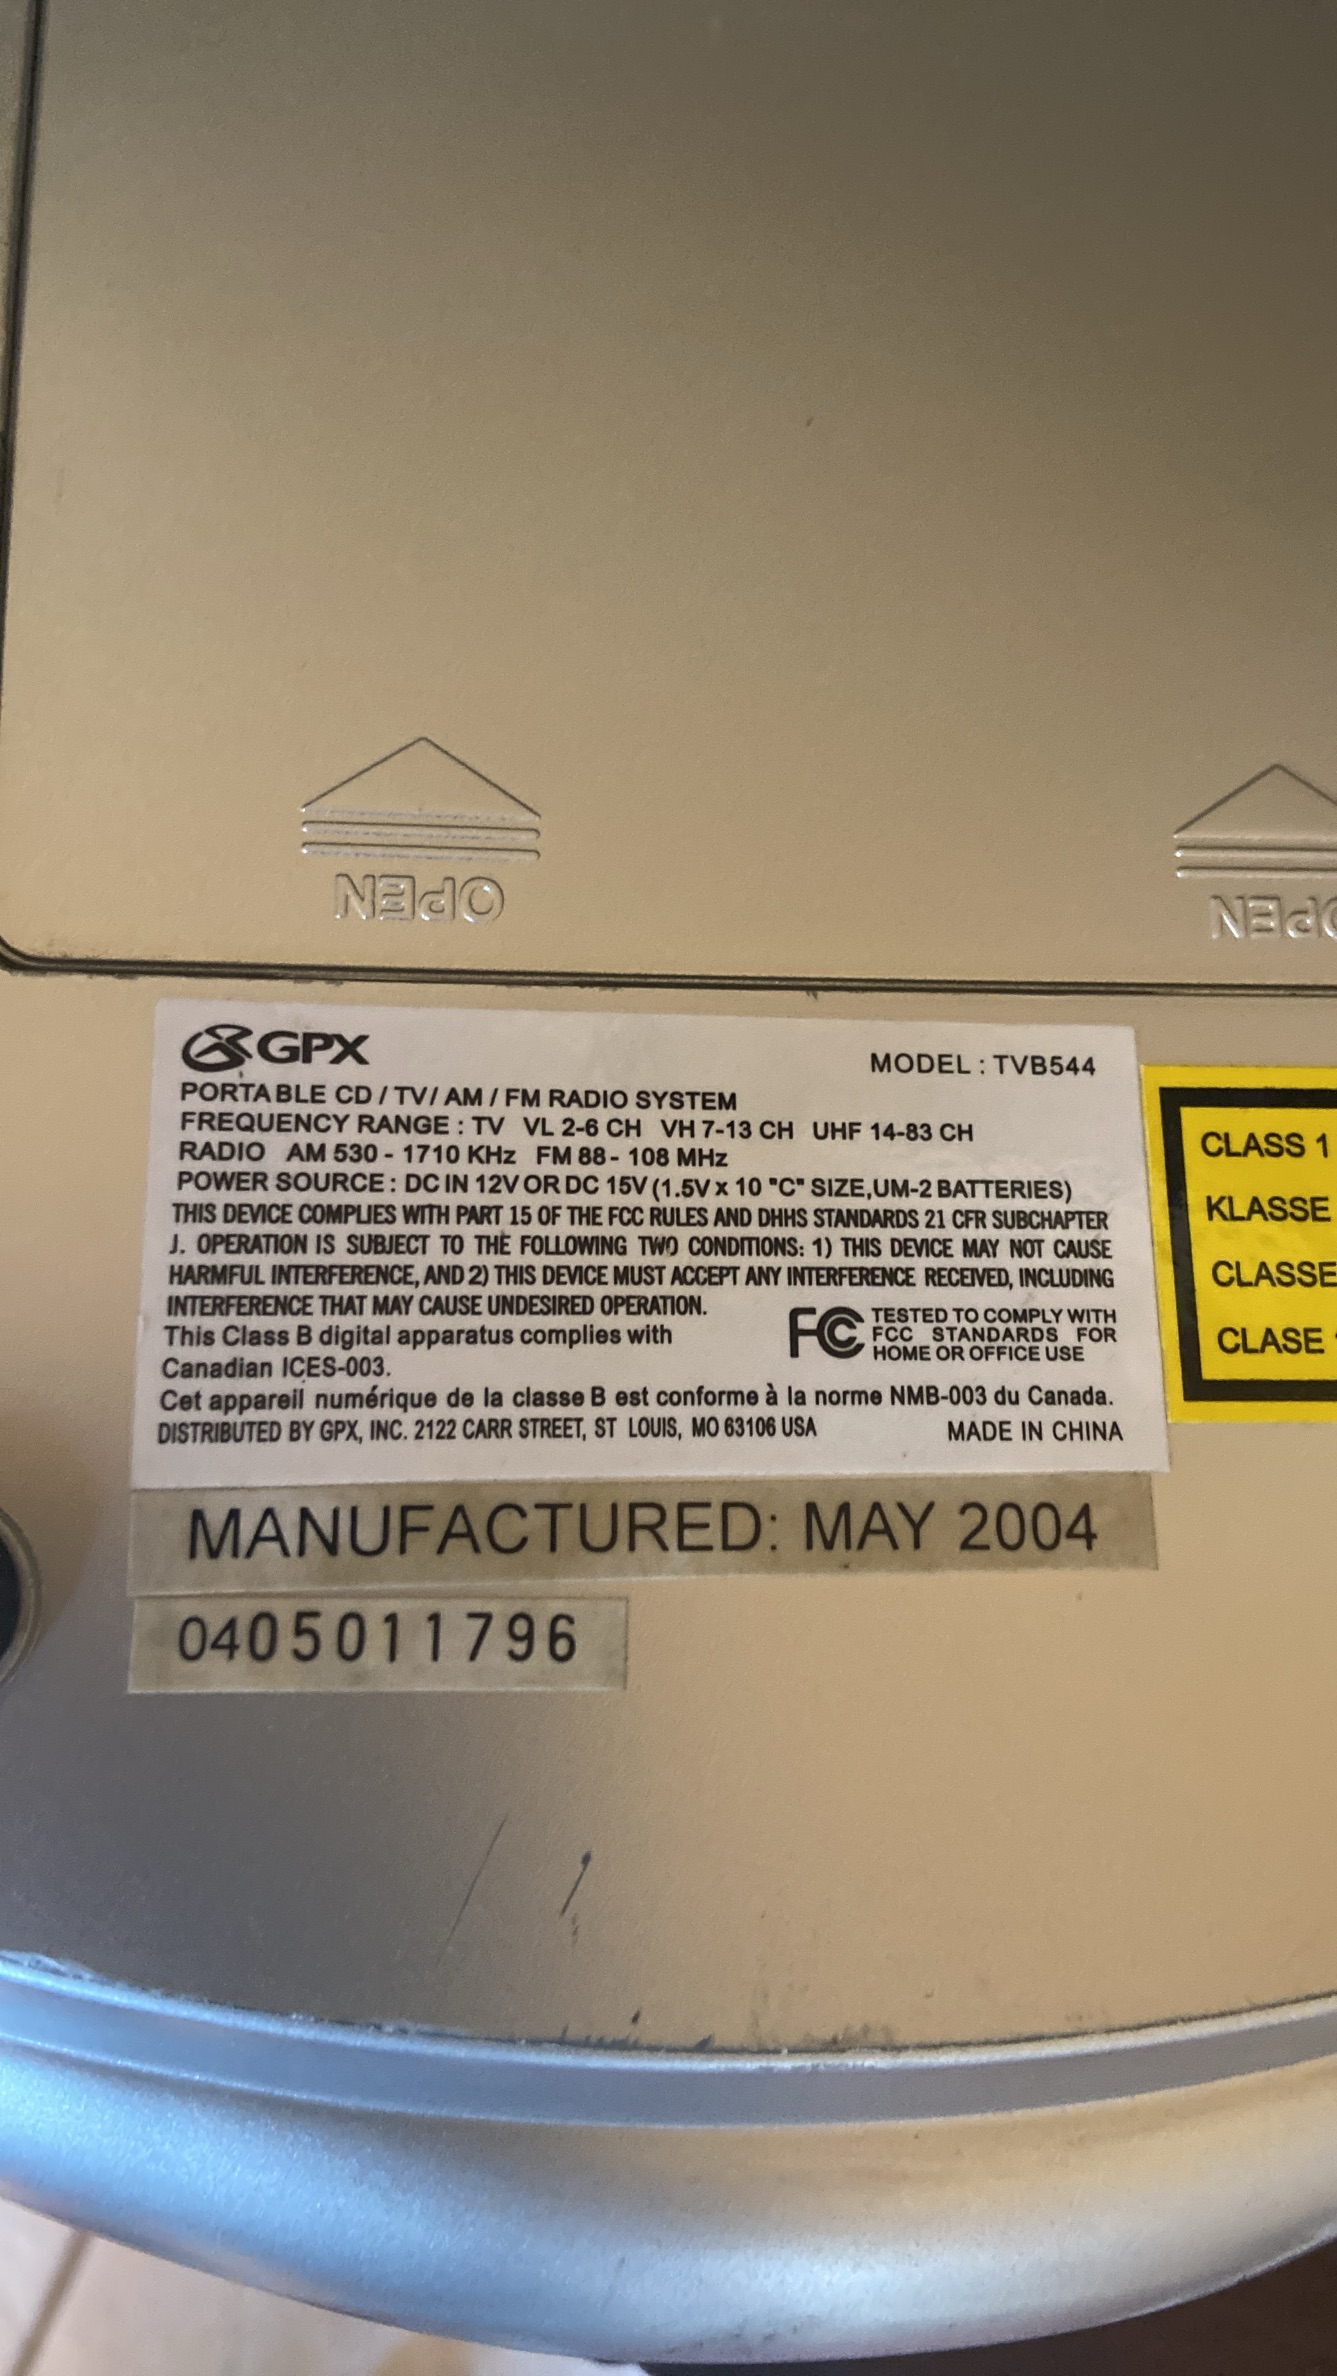 OPEN
OPEN
GPX
MODEL : TVB544
PORTABLE CD / TV/ AM / FM RADIO SYSTEM
FREQUENCY RANGE : TV VL 2-6 CH VH 7-13 CH UHF 14-83 CH
RADIO AM 530 - 1710 KHz FM 88 - 108 MHz
POWER SOURCE : DC IN 12V OR DC 15V (1.5V x 10 "C" SIZE,UM-2 BATTERIES)
THIS DEVICE COMPLIES WITH PART 15 OF THE FCC RULES AND DHHS STANDARDS 21 CFR SUBCHAPTER
J. OPERATION IS SUBJECT TO THE FOLLOWING TWO CONDITIONS: 1) THIS DEVICE MAY NOT CAUSE
HARMFUL INTERFERENCE, AND 2) THIS DEVICE MUST ACCEPT ANY INTERFERENCE RECEIVED, INCLUDING
INTERFERENCE THAT MAY CAUSE UNDESIRED OPERATION.
This Class B digital apparatus complies with
Canadian ICES-003.
FC TESTED TO COMPLY WITH
FCC STANDARDS FOR
HOME OR OFFICE USE
Cet appareil numérique de la classe B est conforme à la norme NMB-003 du Canada.
DISTRIBUTED BY GPX, INC. 2122 CARR STREET, ST LOUIS, MO 63106 USA MADE IN CHINA
MANUFACTURED: MAY 2004
0405011796
CLASS 1
KLASSE
CLASSE
CLASE